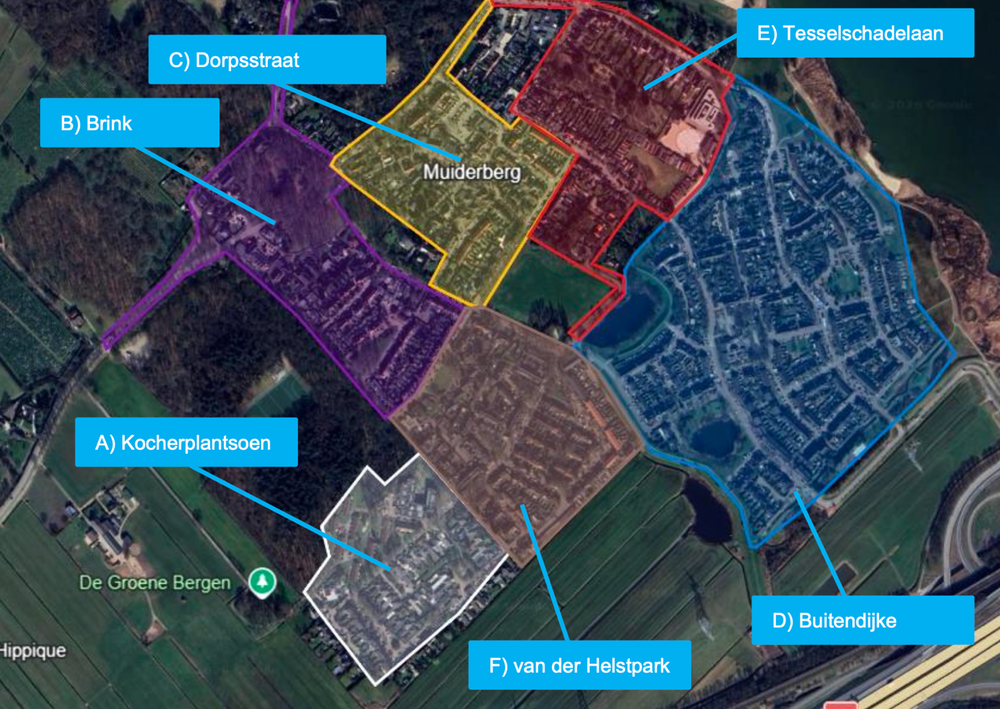 E) Tesselschadelaan
C) Dorpsstraat
B) Brink
Muiderberg
A) Kocherplantsoen
De Groene Bergen
D) Buitendijke
Hippique
F) van der Helstpark